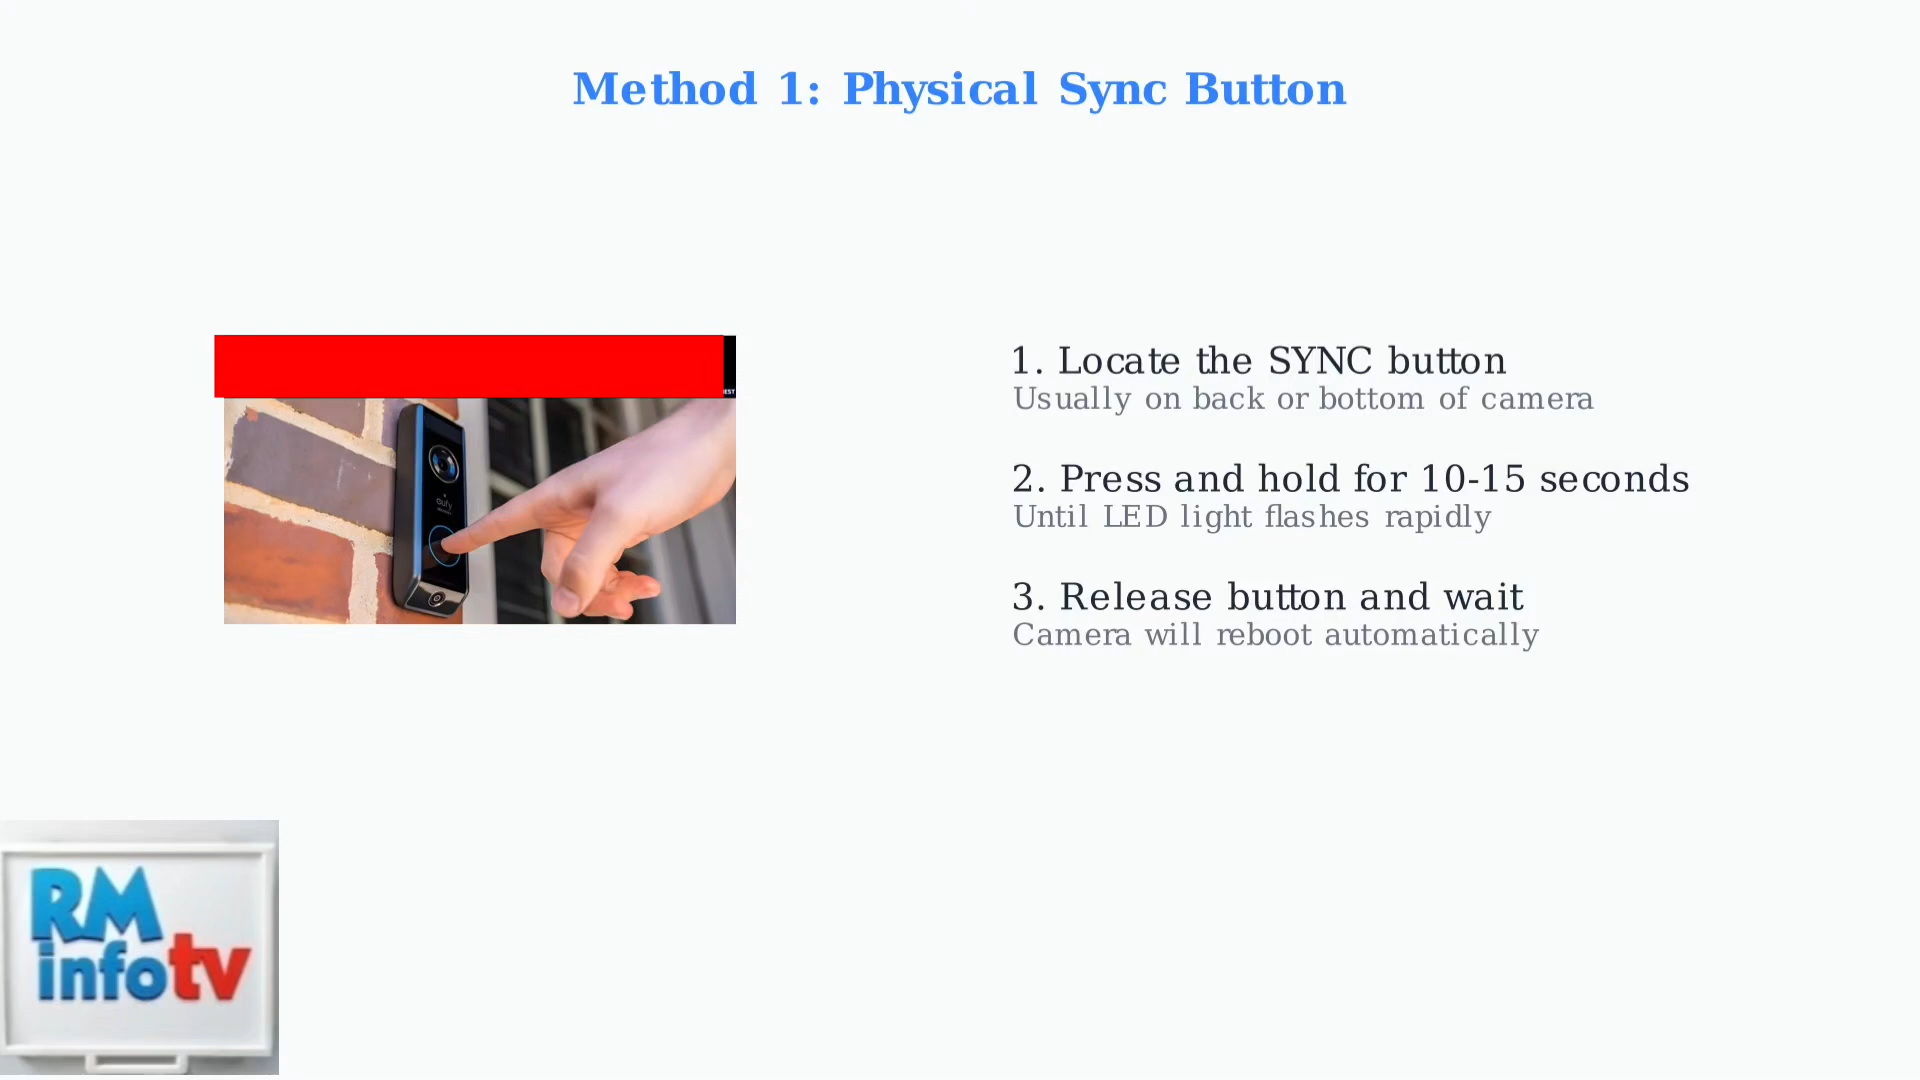 Method 1: Physical Sync Button
EST
eufy
1. Locate the SYNC button
Usually on back or bottom of camera
2. Press and hold for 10-15 seconds
Until LED light flashes rapidly
3. Release button and wait
Camera will reboot automatically
RM
infotv